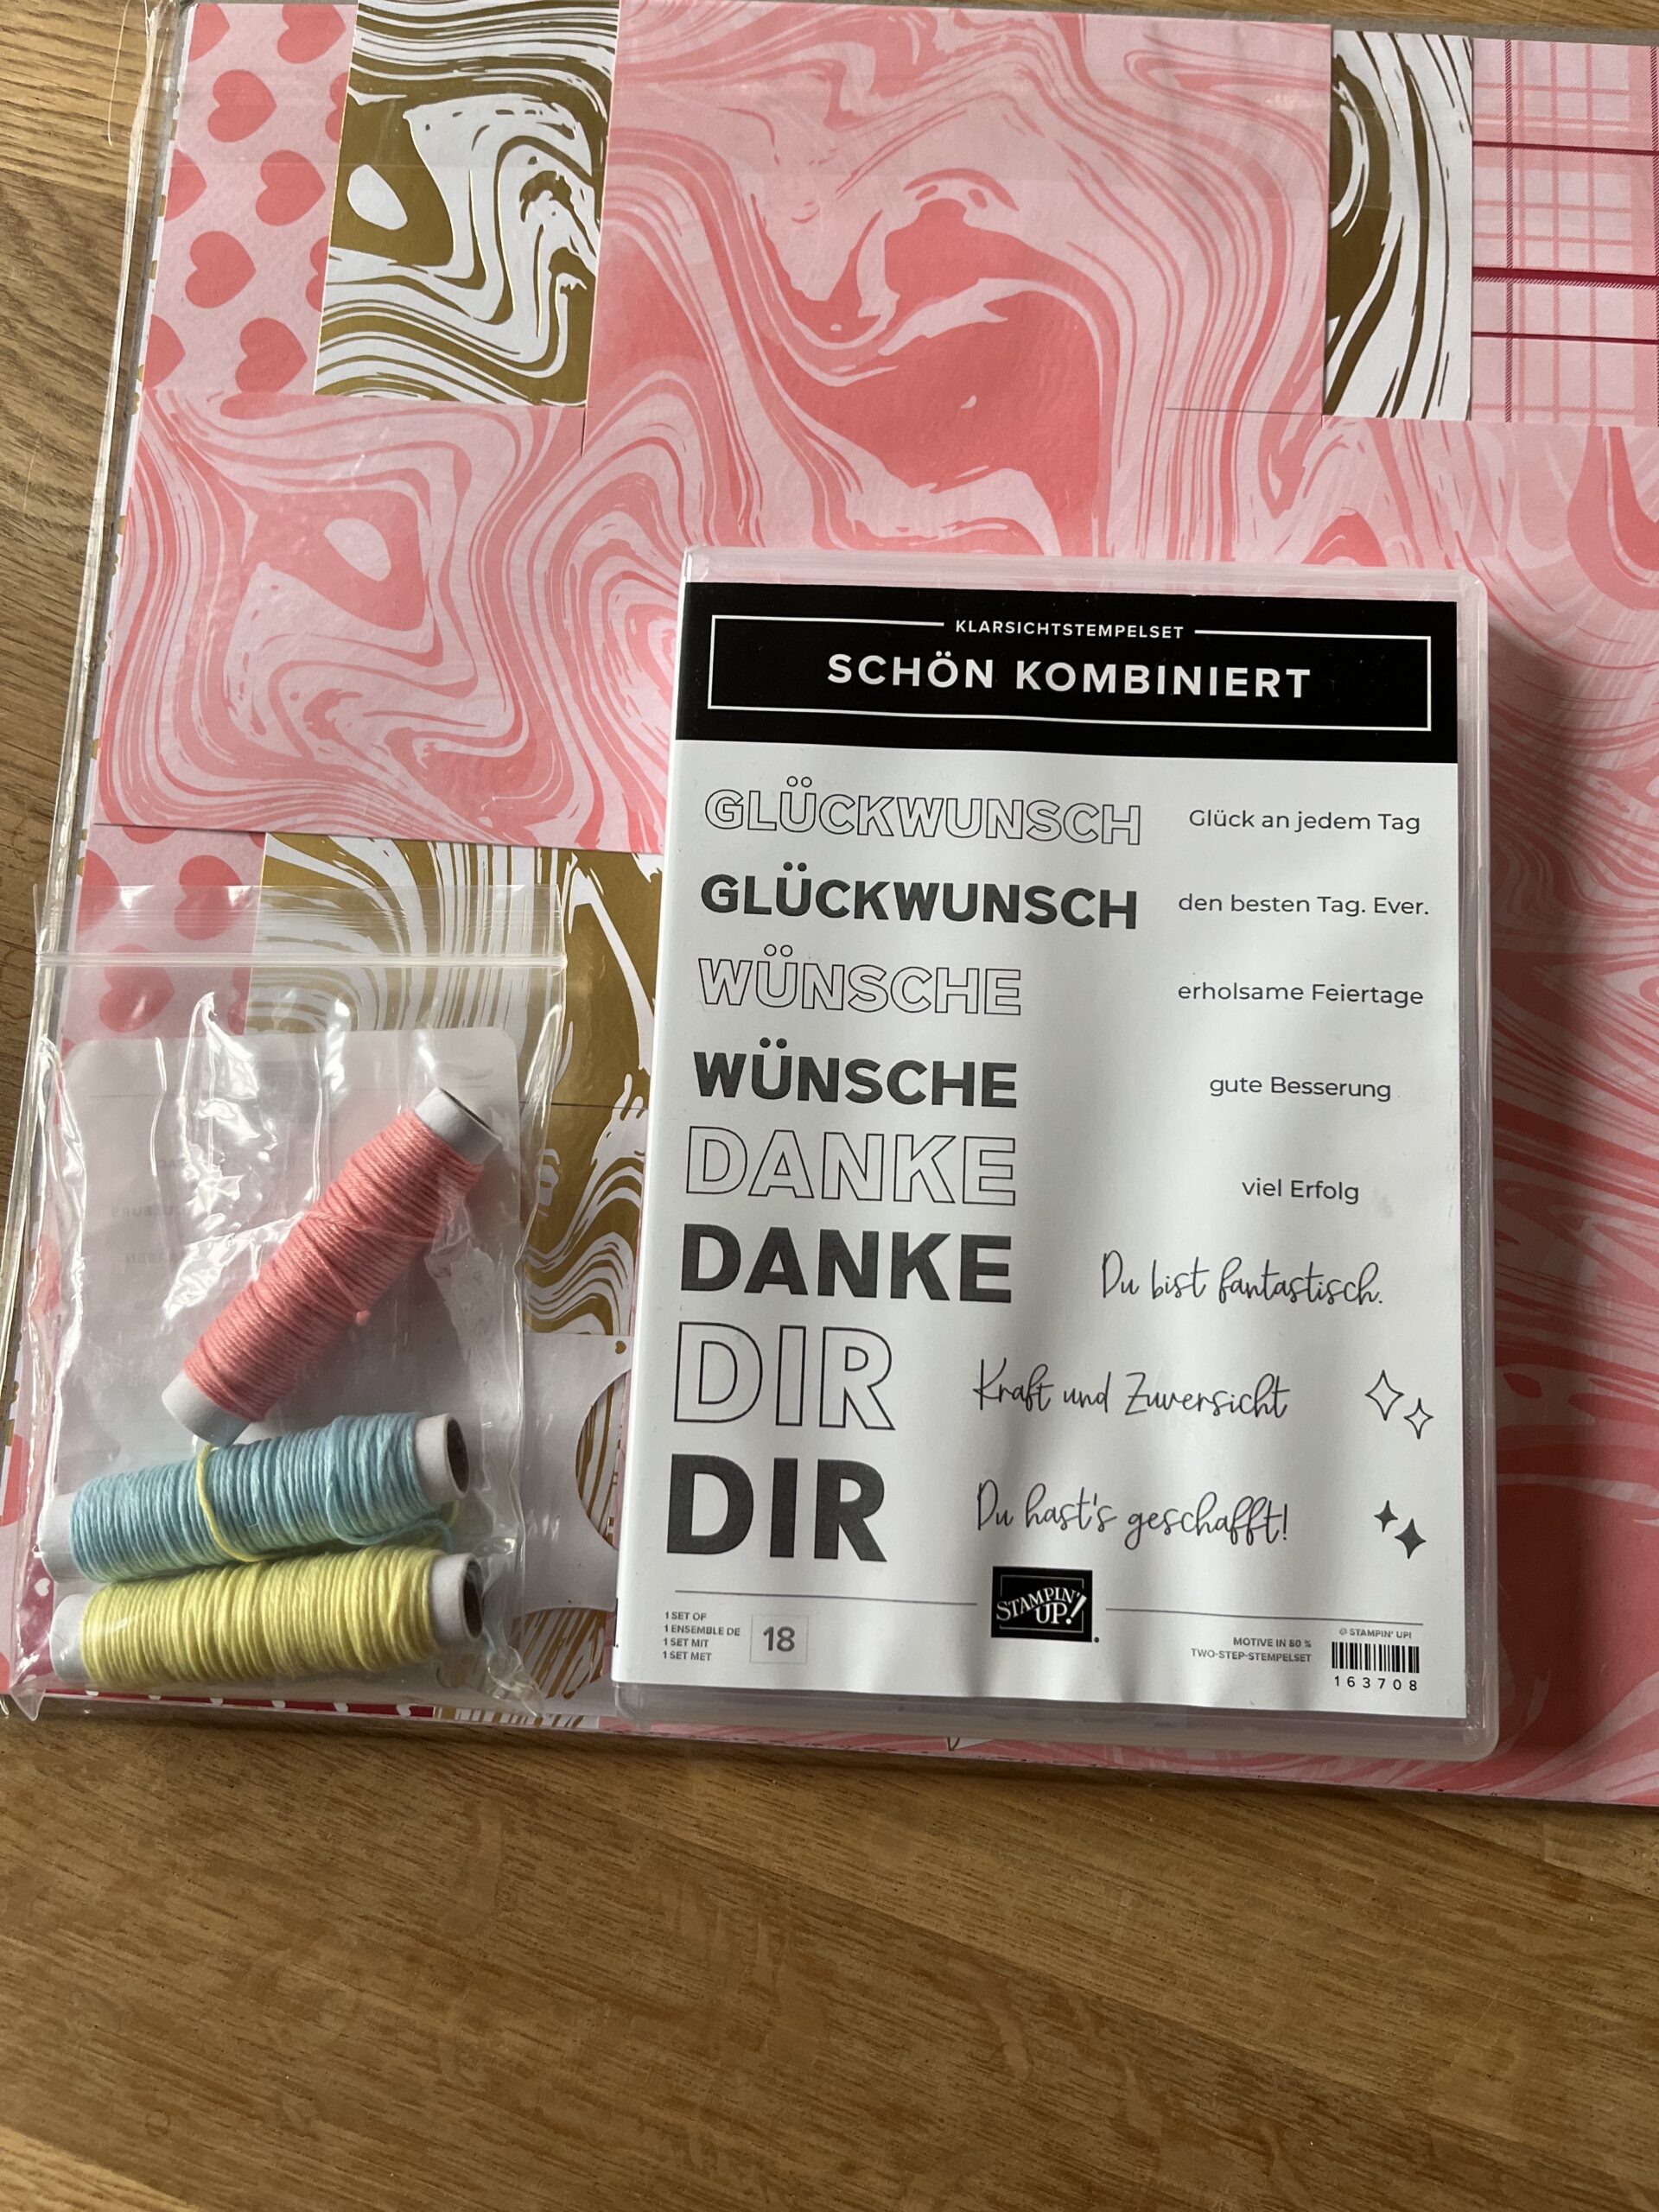 KLARSICHTSTEMPELSET
SCHÖN KOMBINIERT
GLÜCKWUNSCH
Glück an jedem Tag
GLÜCKWUNSCH
den besten Tag. Ever.
WÜNSCHE
erholsame Feiertage
WÜNSCHE
gute Besserung
DANKE
viel Erfolg
DANKE
Du bist fantastisch.
DIR
Kraft und Zuversicht
DIR
Du hast's geschafft!
1 SET OF
1 ENSEMBLE DE
1 SET MIT
1 SET MET
18
STAMPIN' UP!
MOTIVE IN 80 %
TWO-STEP-STEMPELSET
© STAMPIN' UP!
163708